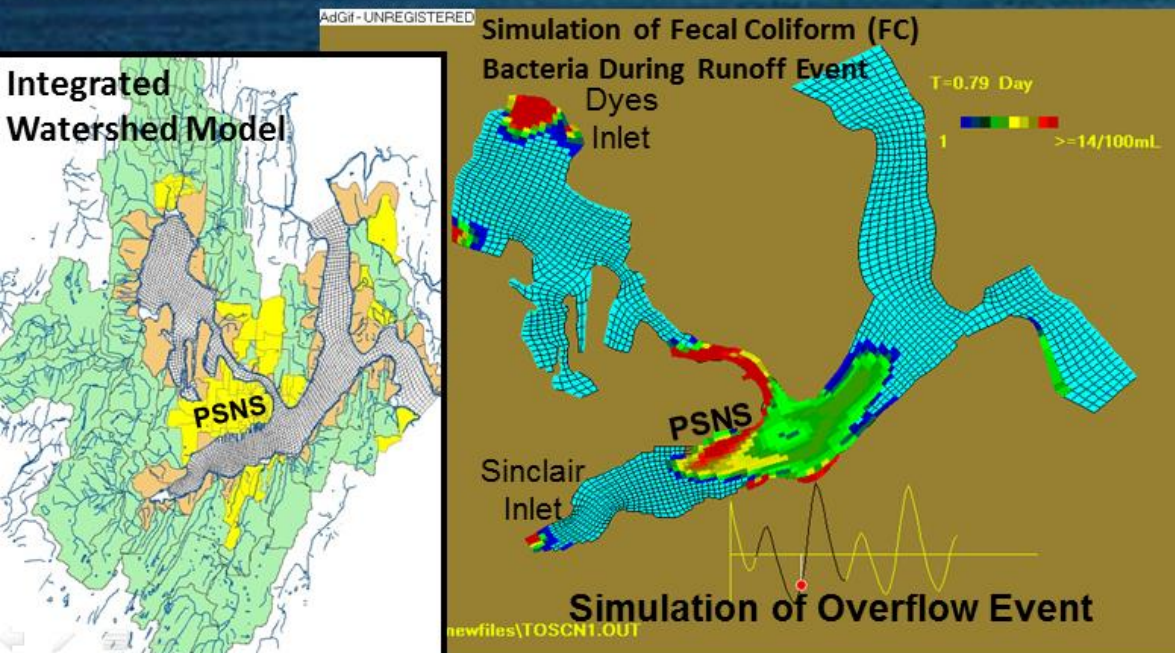 AdGif - UNREGISTERED
Integrated
Watershed Model
PSNS
Simulation of Fecal Coliform (FC)
Bacteria During Runoff Event
Dyes
Inlet
T=0.79 Day
1 >=14/100mL
PSNS
Sinclair
Inlet
Simulation of Overflow Event
newfiles\TOSCN1.OUT